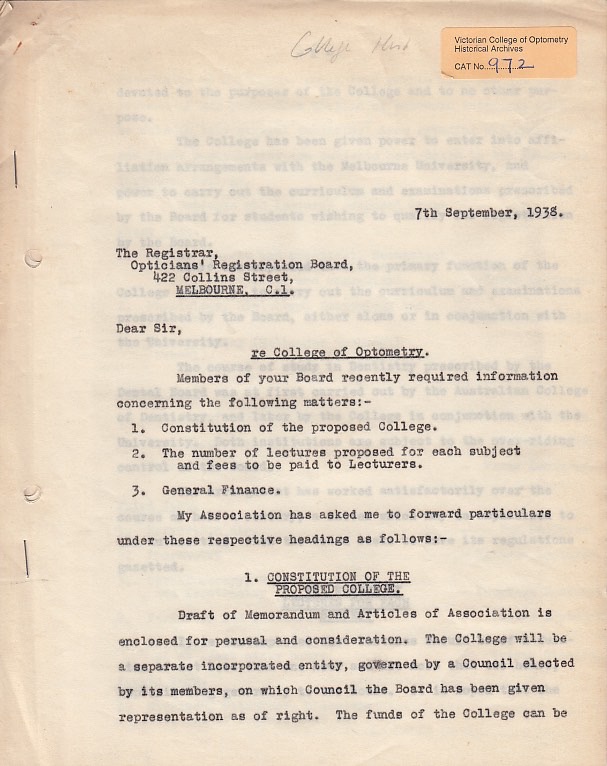 College Hist
Victorian College of Optometry
Historical Archives
CAT No. 972
7th September, 1938.
The Registrar,
Opticians' Registration Board,
422 Collins Street,
MELBOURNE, C.1.
Dear Sir,
re College of Optometry.
Members of your Board recently required information
concerning the following matters:-
1. Constitution of the proposed College.
2. The number of lectures proposed for each subject
and fees to be paid to Lecturers.
3. General Finance.
My Association has asked me to forward particulars
under these respective headings as follows:-
1. CONSTITUTION OF THE
PROPOSED COLLEGE.
Draft of Memorandum and Articles of Association is
enclosed for perusal and consideration. The College will be
a separate incorporated entity, governed by a Council elected
by its members, on which Council the Board has been given
representation as of right. The funds of the College can be